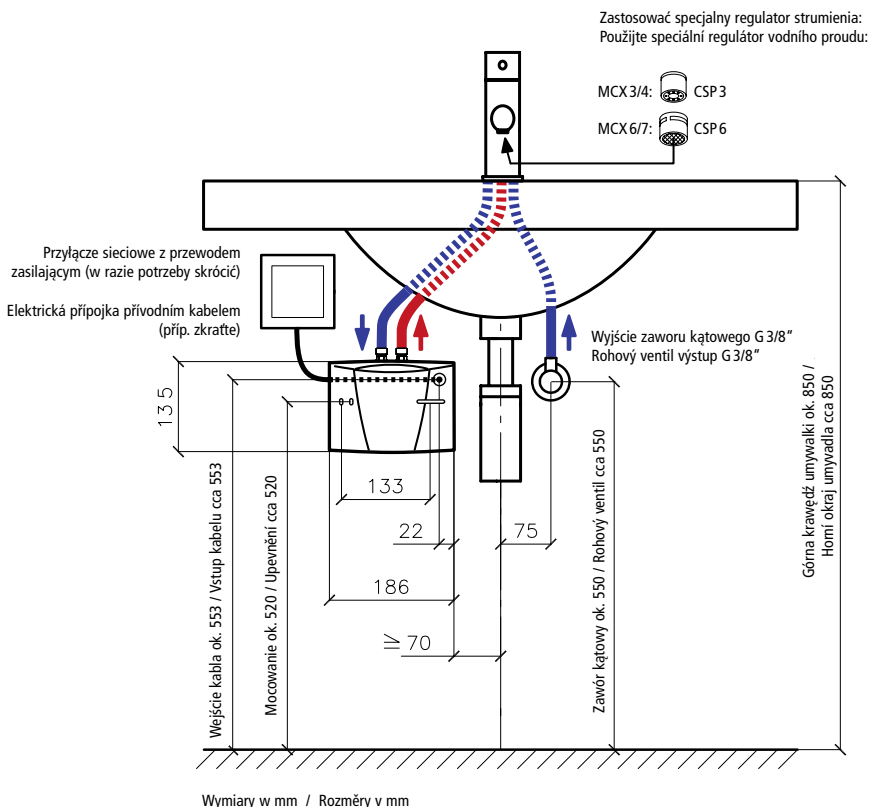 Zastosować specjalny regulator strumienia:
Použijte speciální regulátor vodního proudu:
MCX 3/4: CSP 3
MCX 6/7: CSP 6
Przyłącze sieciowe z przewodem
zasilającym (w razie potrzeby skrócić)
Elektrická přípojka přívodním kabelem
(příp. zkraťte)
Wyjście zaworu kątowego G 3/8"
Rohový ventil výstup G 3/8"
135
133
22
75
186
≧ 70
Wejście kabla ok. 553 / Vstup kabelu cca 553
Mocowanie ok. 520 / Upevnění cca 520
Zawór kątowy ok. 550 / Rohový ventil cca 550
Górna krawędź umywalki ok. 850 /
Horní okraj umyvadla cca 850
Wymiary w mm / Rozměry v mm